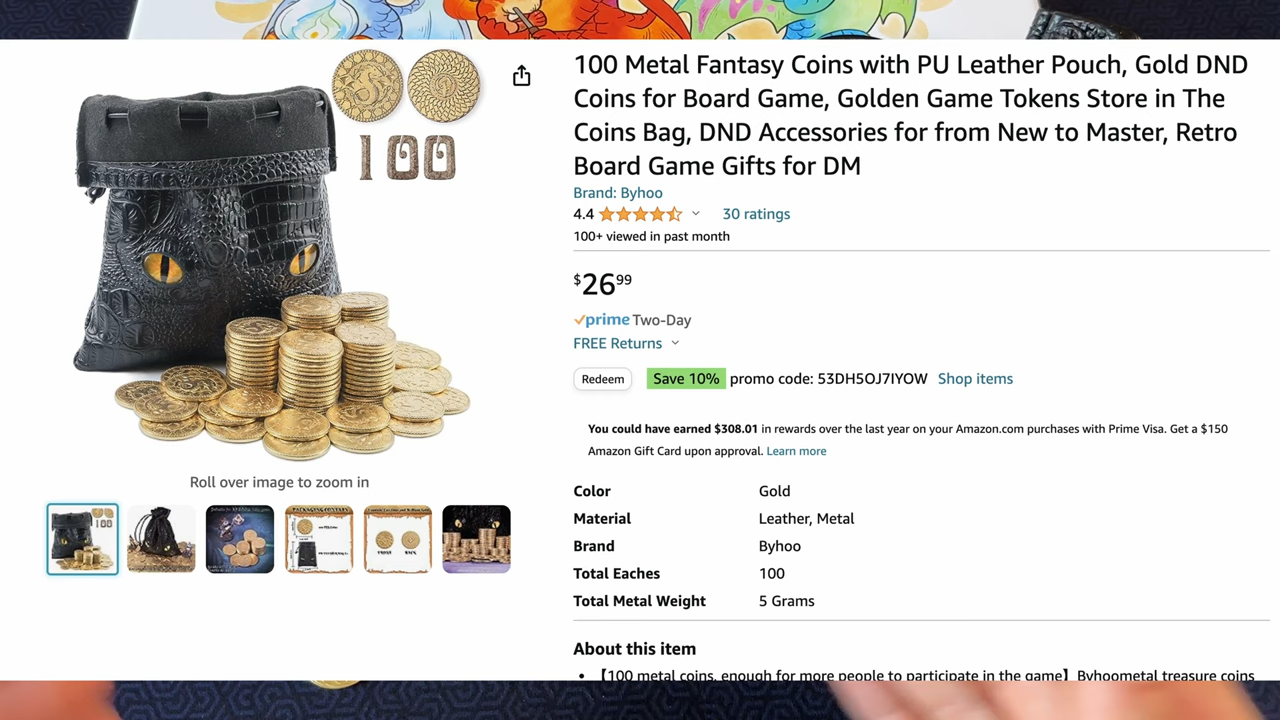 100
100 Metal Fantasy Coins with PU Leather Pouch, Gold DND
Coins for Board Game, Golden Game Tokens Store in The
Coins Bag, DND Accessories for from New to Master, Retro
Board Game Gifts for DM
Brand: Byhoo
4.4 30 ratings
100+ viewed in past month
$26.99
prime Two-Day
FREE Returns
Redeem Save 10% promo code: 53DH5OJ7IYOW Shop items
You could have earned $308.01 in rewards over the last year on your Amazon.com purchases with Prime Visa. Get a $150
Amazon Gift Card upon approval. Learn more
Roll over image to zoom in
100
Color Gold
Material Leather, Metal
Brand Byhoo
Total Eaches 100
Total Metal Weight 5 Grams
About this item
• 【100 metal coins, enough for more people to participate in the game】Byhoometal treasure coins